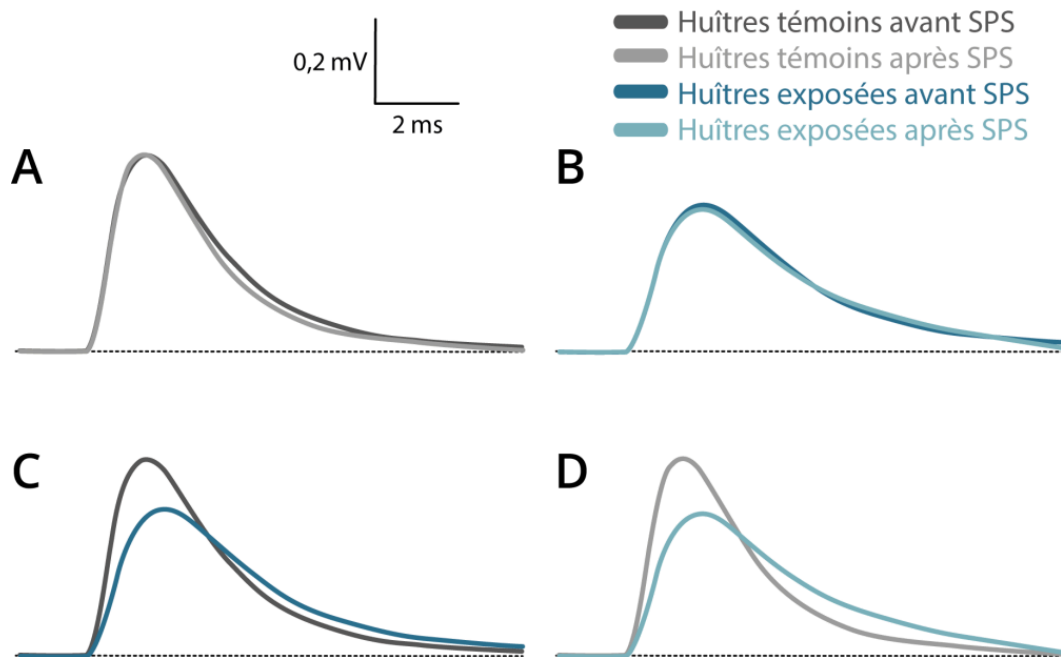 0,2 mV
2 ms
Huîtres témoins avant SPS
Huîtres témoins après SPS
Huîtres exposées avant SPS
Huîtres exposées après SPS
A
B
C
D